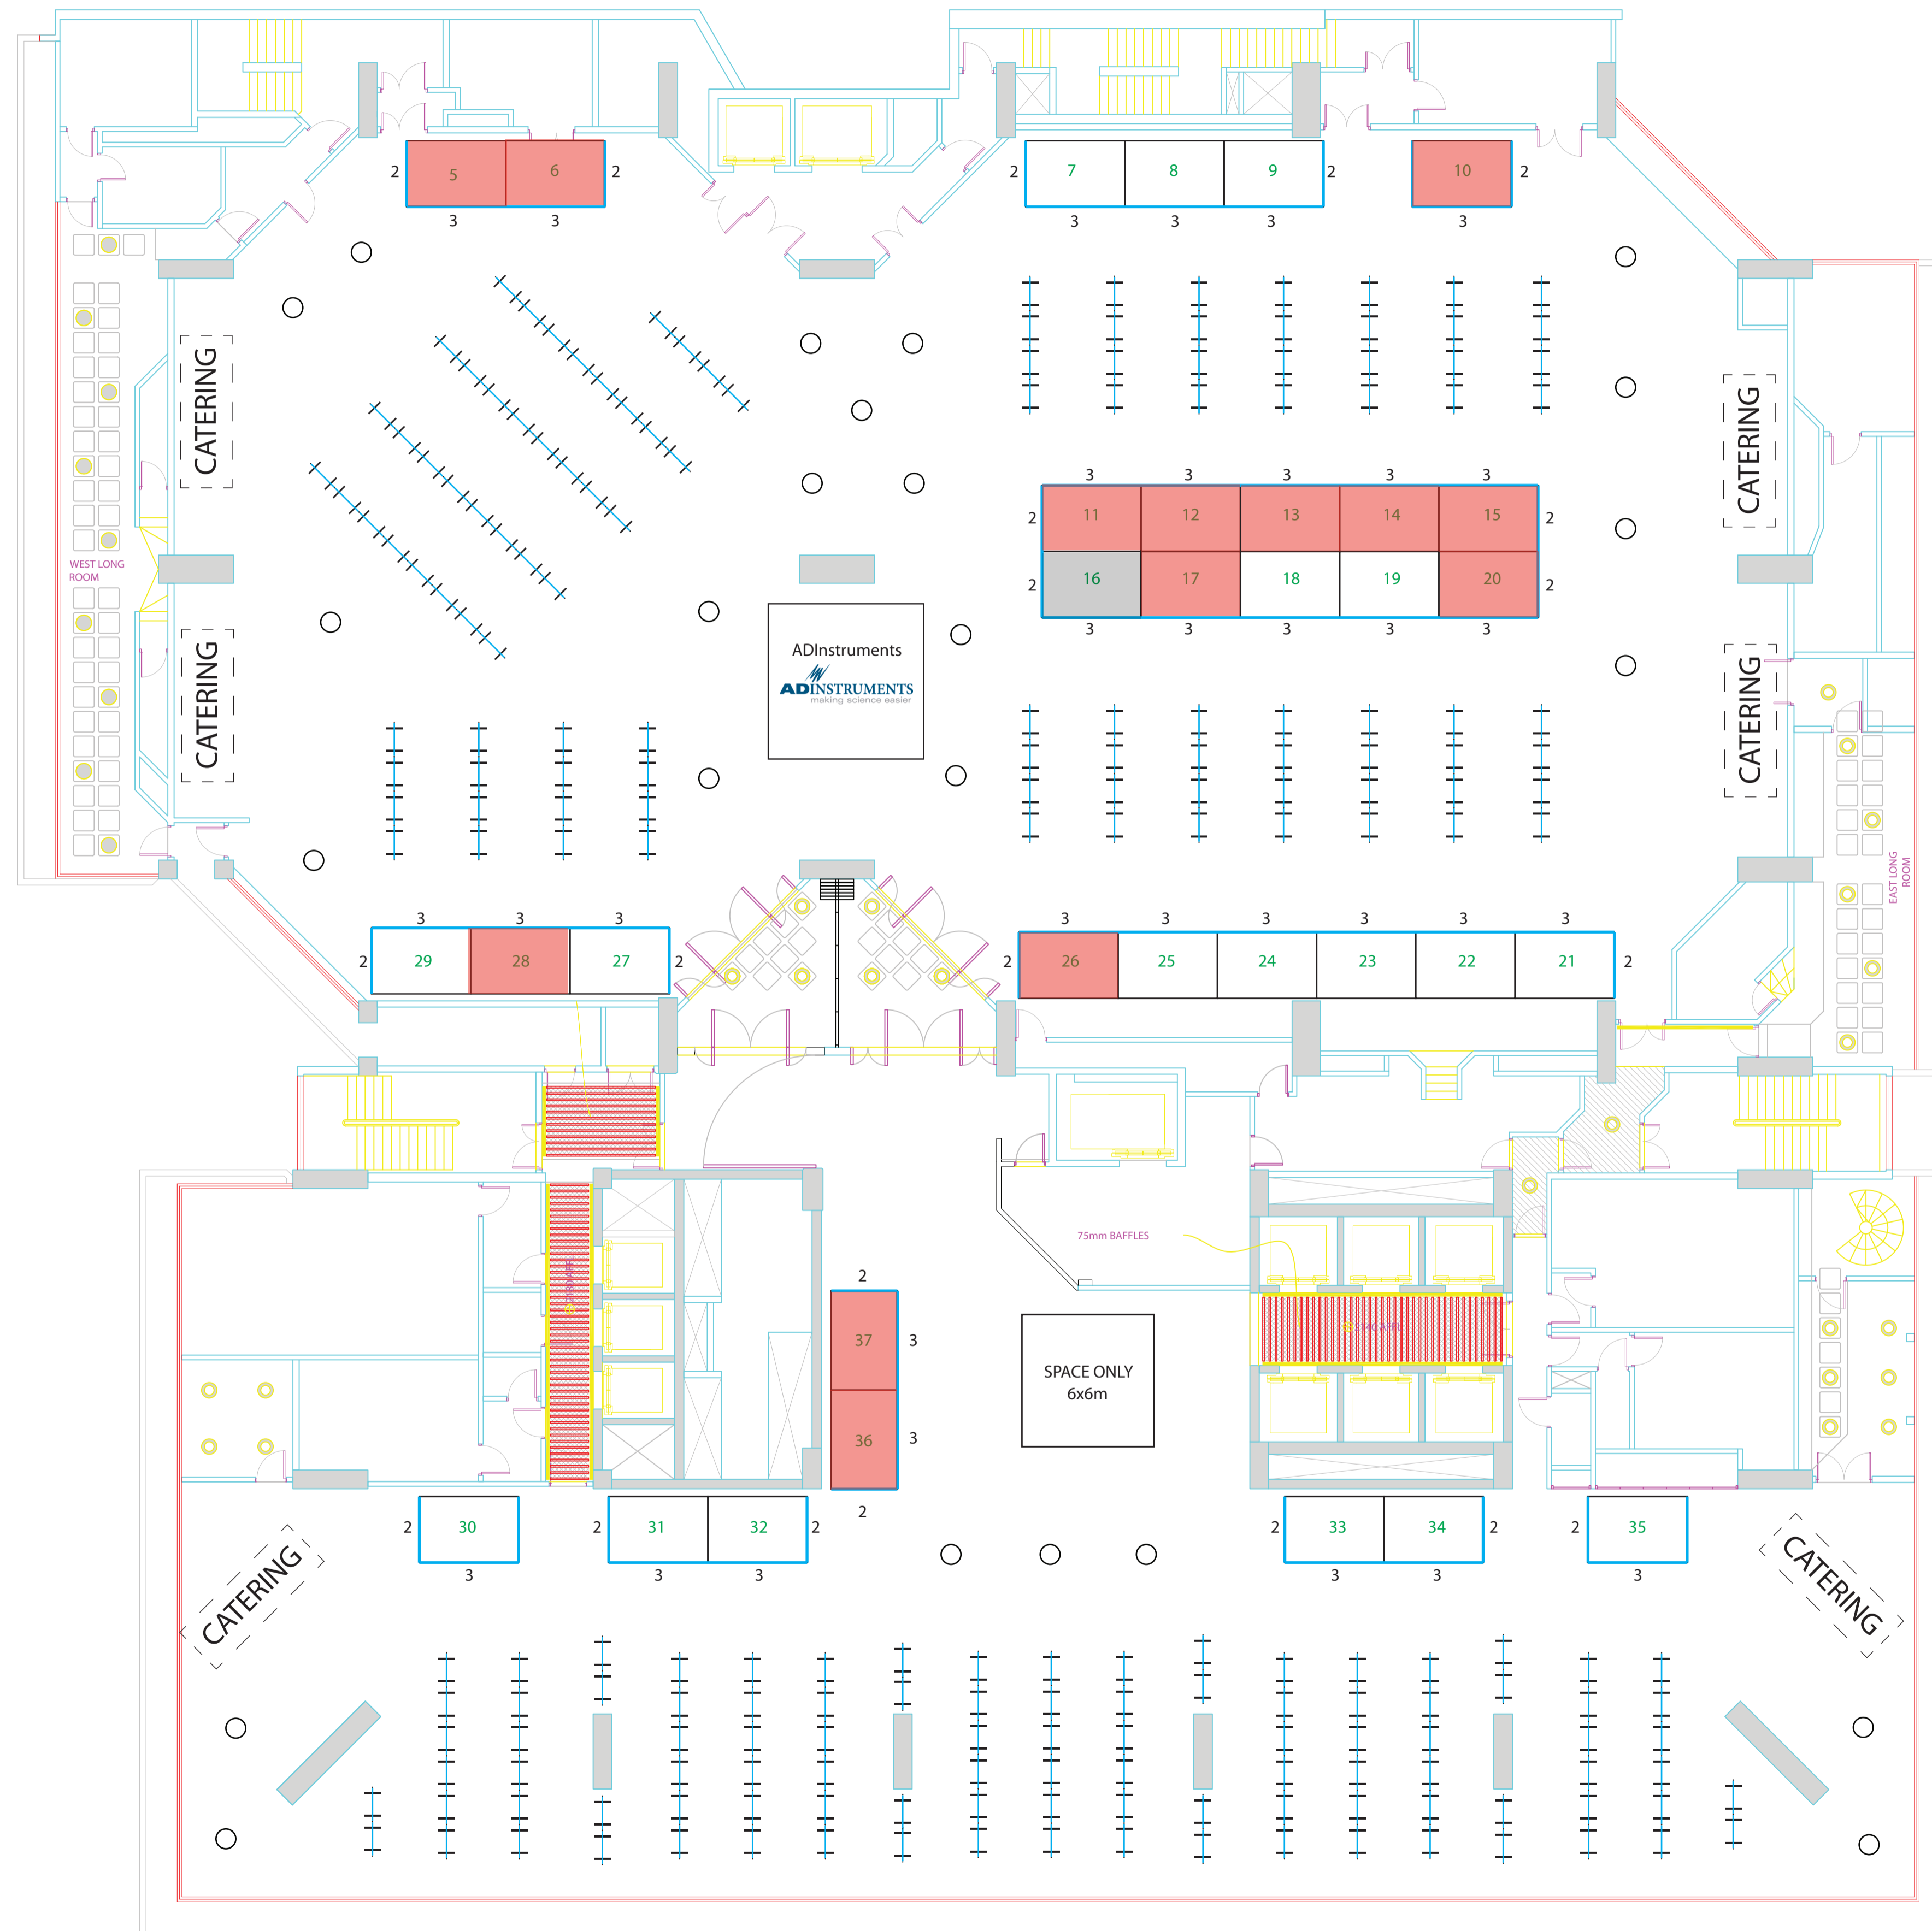 2 5 6 2
3 3
2 7 8 9 2
3 3 3
10 2
3
CATERING
CATERING
3 3 3 3 3
2 11 12 13 14 15 2
2 16 17 18 19 20 2
3 3 3 3 3
WEST LONG
ROOM
ADInstruments
ADINSTRUMENTS
making science easier
CATERING
CATERING
EAST LONG
ROOM
3 3 3
2 29 28 27 2
3 3 3 3 3 3
2 26 25 24 23 22 21 2
75mm BAFFLES
2
37 3
36 3
2
SPACE ONLY
6x6m
2 30
3
2 31 32 2
3 3
2 33 34 2
3 3
2 35
3
CATERING
CATERING